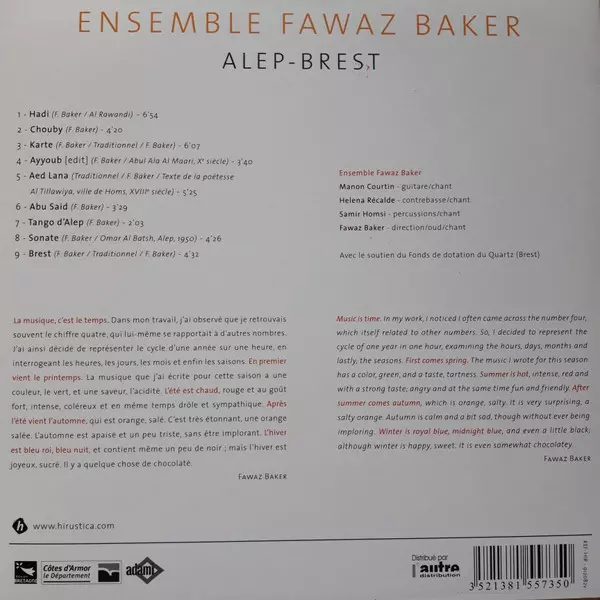 ENSEMBLE FAWAZ BAKER
ALEP-BREST
1 - Hadi (F. Baker / Al Rawandi) - 6'54
2 - Chouby (F. Baker) - 4'20
3 - Karte (F. Baker / Traditionnel / F. Baker) - 6'07
4 - Ayyoub [edit] (F. Baker / Abul Ala Al Maari, Xe siècle) - 3'40
5 - Aed Lana (Traditionnel / F. Baker / Texte de la poétesse
Al Tillawiya, ville de Homs, XVIIIe siècle) - 5'25
6 - Abu Said (F. Baker) - 3'29
7 - Tango d'Alep (F. Baker) - 2'03
8 - Sonate (F. Baker / Omar Al Batsh, Alep, 1950) - 4'26
9 - Brest (F. Baker / Traditionnel / F. Baker) - 4'32
Ensemble Fawaz Baker
Manon Courtin - guitare/chant
Helena Récalde - contrebasse/chant
Samir Homsi - percussions/chant
Fawaz Baker - direction/oud/chant
Avec le soutien du Fonds de dotation du Quartz (Brest)
La musique, c'est le temps. Dans mon travail, j'ai observé que je retrouvais
souvent le chiffre quatre, qui lui-même se rapportait à d'autres nombres.
J'ai ainsi décidé de représenter le cycle d'une année sur une heure, en
interrogeant les heures, les jours, les mois et enfin les saisons. En premier
vient le printemps. La musique que j'ai écrite pour cette saison a une
couleur, le vert, et une saveur, l'acidité. L'été est chaud, rouge et au goût
fort, intense, coléreux et en même temps drôle et sympathique. Après
l'été vient l'automne, qui est orange, salé. C'est très étonnant, une orange
salée. L'automne est apaisé et un peu triste, sans être implorant. L'hiver
est bleu roi, bleu nuit, et contient même un peu de noir ; mais l'hiver est
joyeux, sucré. Il y a quelque chose de chocolaté.
FAWAZ BAKER
Music is time. In my work, I noticed I often came across the number four,
which itself related to other numbers. So, I decided to represent the
cycle of one year in one hour, examining the hours, days, months and
lastly, the seasons. First comes spring. The music I wrote for this season
has a color, green, and a taste, tartness. Summer is hot, intense, red and
with a strong taste; angry and at the same time fun and friendly. After
summer comes autumn, which is orange, salty. It is very surprising, a
salty orange. Autumn is calm and a bit sad, though without ever being
imploring. Winter is royal blue, midnight blue, and even a little black;
although winter is happy, sweet. It is even somewhat chocolatey.
FAWAZ BAKER
h www.hirustica.com
Côtes d'Armor
le Département
adami
Distribué par
l'autre
distribution
3521381557350